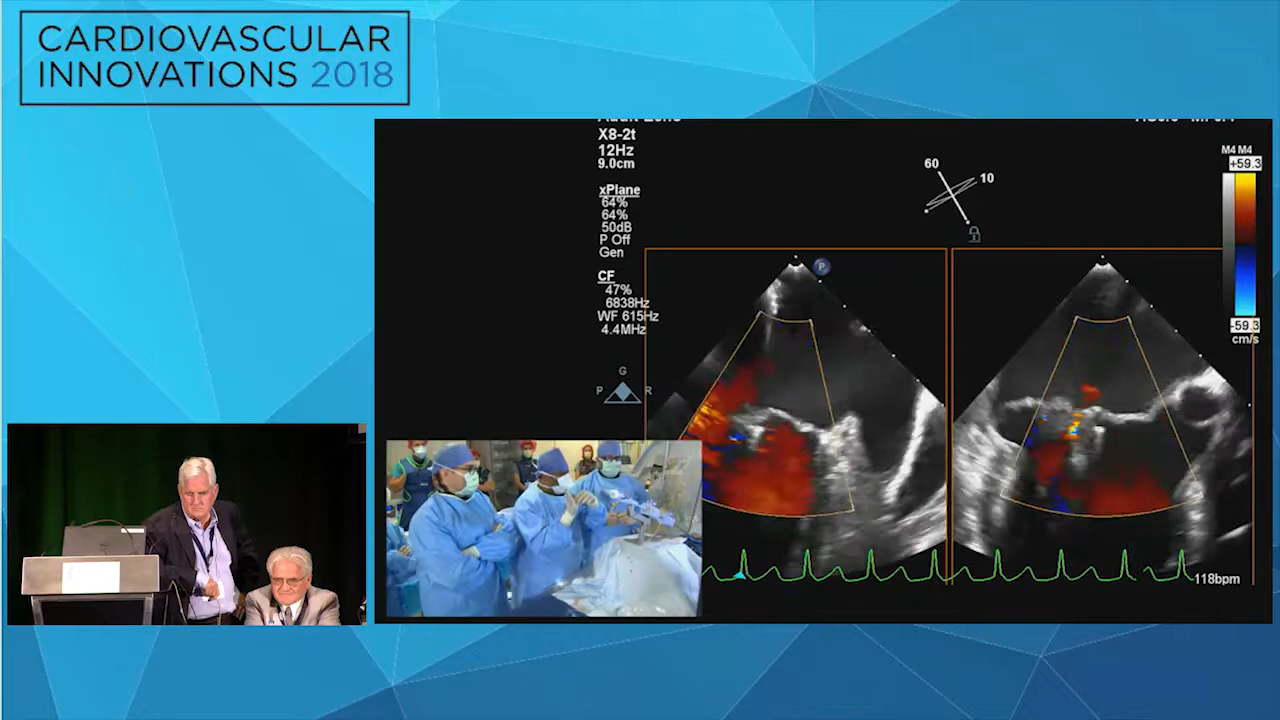 CARDIOVASCULAR
INNOVATIONS 2018
X8-2t
12Hz
9.0cm
xPlane
64%
64%
50dB
P Off
Gen
CF
47%
6838Hz
WF 615Hz
4.4MHz
G
P R
60
10
P
M4 M4
+59.3
-59.3
cm/s
118bpm